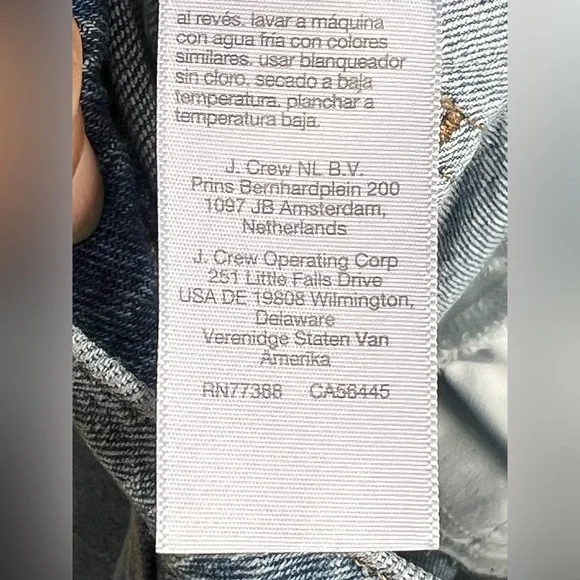 al revés. lavar a máquina
con agua fría con colores
similares. usar blanqueador
sin cloro. secado a baja
temperatura. planchar a
temperatura baja.
J. Crew NL B.V.
Prins Bernhardplein 200
1097 JB Amsterdam,
Netherlands
J. Crew Operating Corp
251 Little Falls Drive
USA DE 19808 Wilmington,
Delaware
Verenidge Staten Van
Amerika
RN77388 CA56445